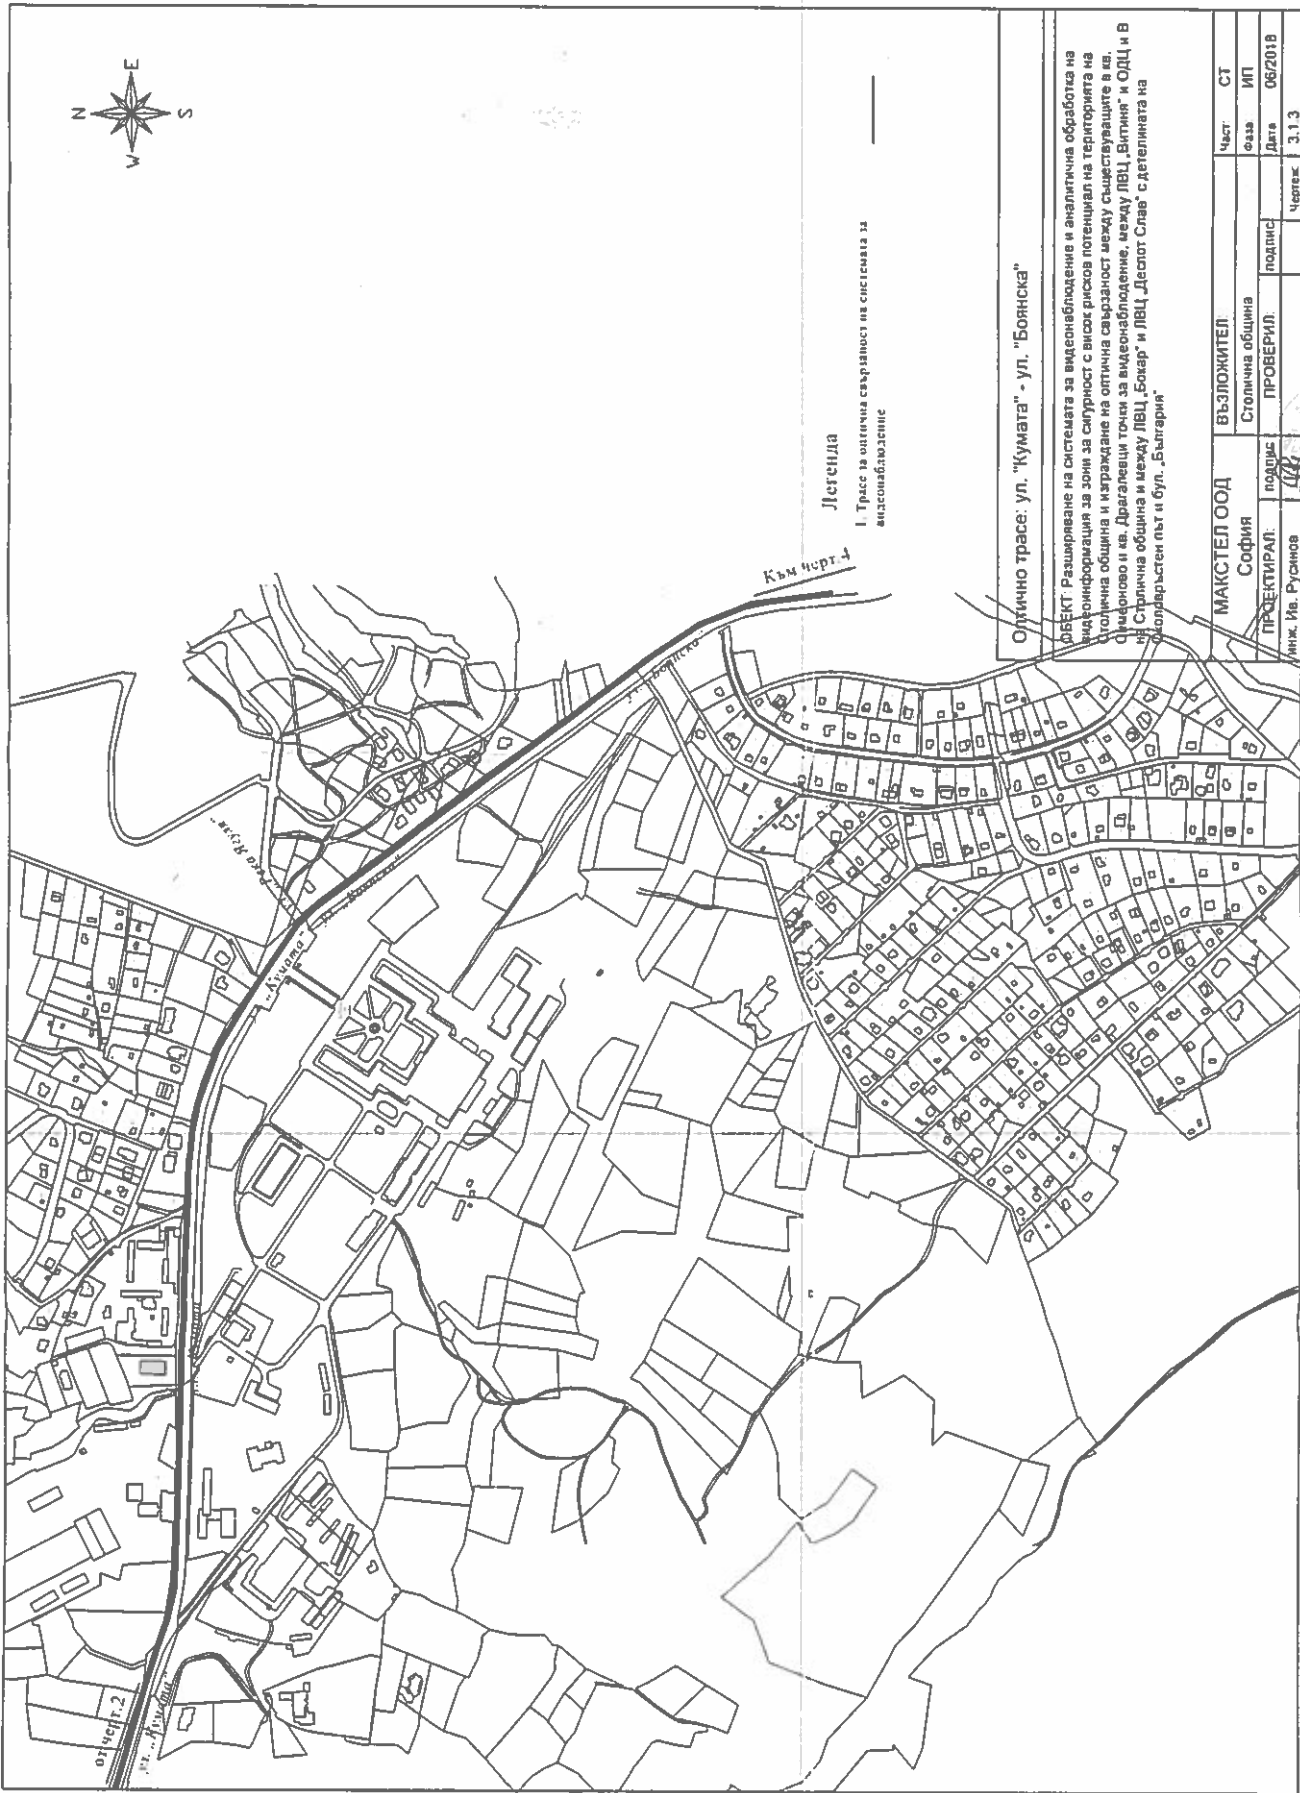 N
W E
S
от черт.2
ул. „Кумата"
„Кумата"
ул. „Боянска"
ул. „Боянска"
Към черт.4
Легенда
1. Трасе за оптична свързаност на системата за
видеонаблюдение
Оптично трасе: ул. "Кумата" - ул. "Боянска"
ОБЕКТ: Разширяване на системата за видеонаблюдение и аналитична обработка на
видеоинформация за зони за сигурност с висок рисков потенциал на територията на
Столична община и изграждане на оптична свързаност между съществуващите в кв.
Симеоново и кв. Драгалевци точки за видеонаблюдение, между ЛВЦ „Витиня" и ОДЦ и В
на Столична община и между ЛВЦ „Бокар" и ЛВЦ „Деспот Слав" с детелината на
околовръстен път и бул. „България"
МАКСТЕЛ ООД
София
ВЪЗЛОЖИТЕЛ:
Столична община
Част: СТ
Фаза ИП
ПРОЕКТИРАЛ: подпис ПРОВЕРИЛ: подпис: Дата 06/2018
инж. Ив. Русинов Чертеж 3.1.3